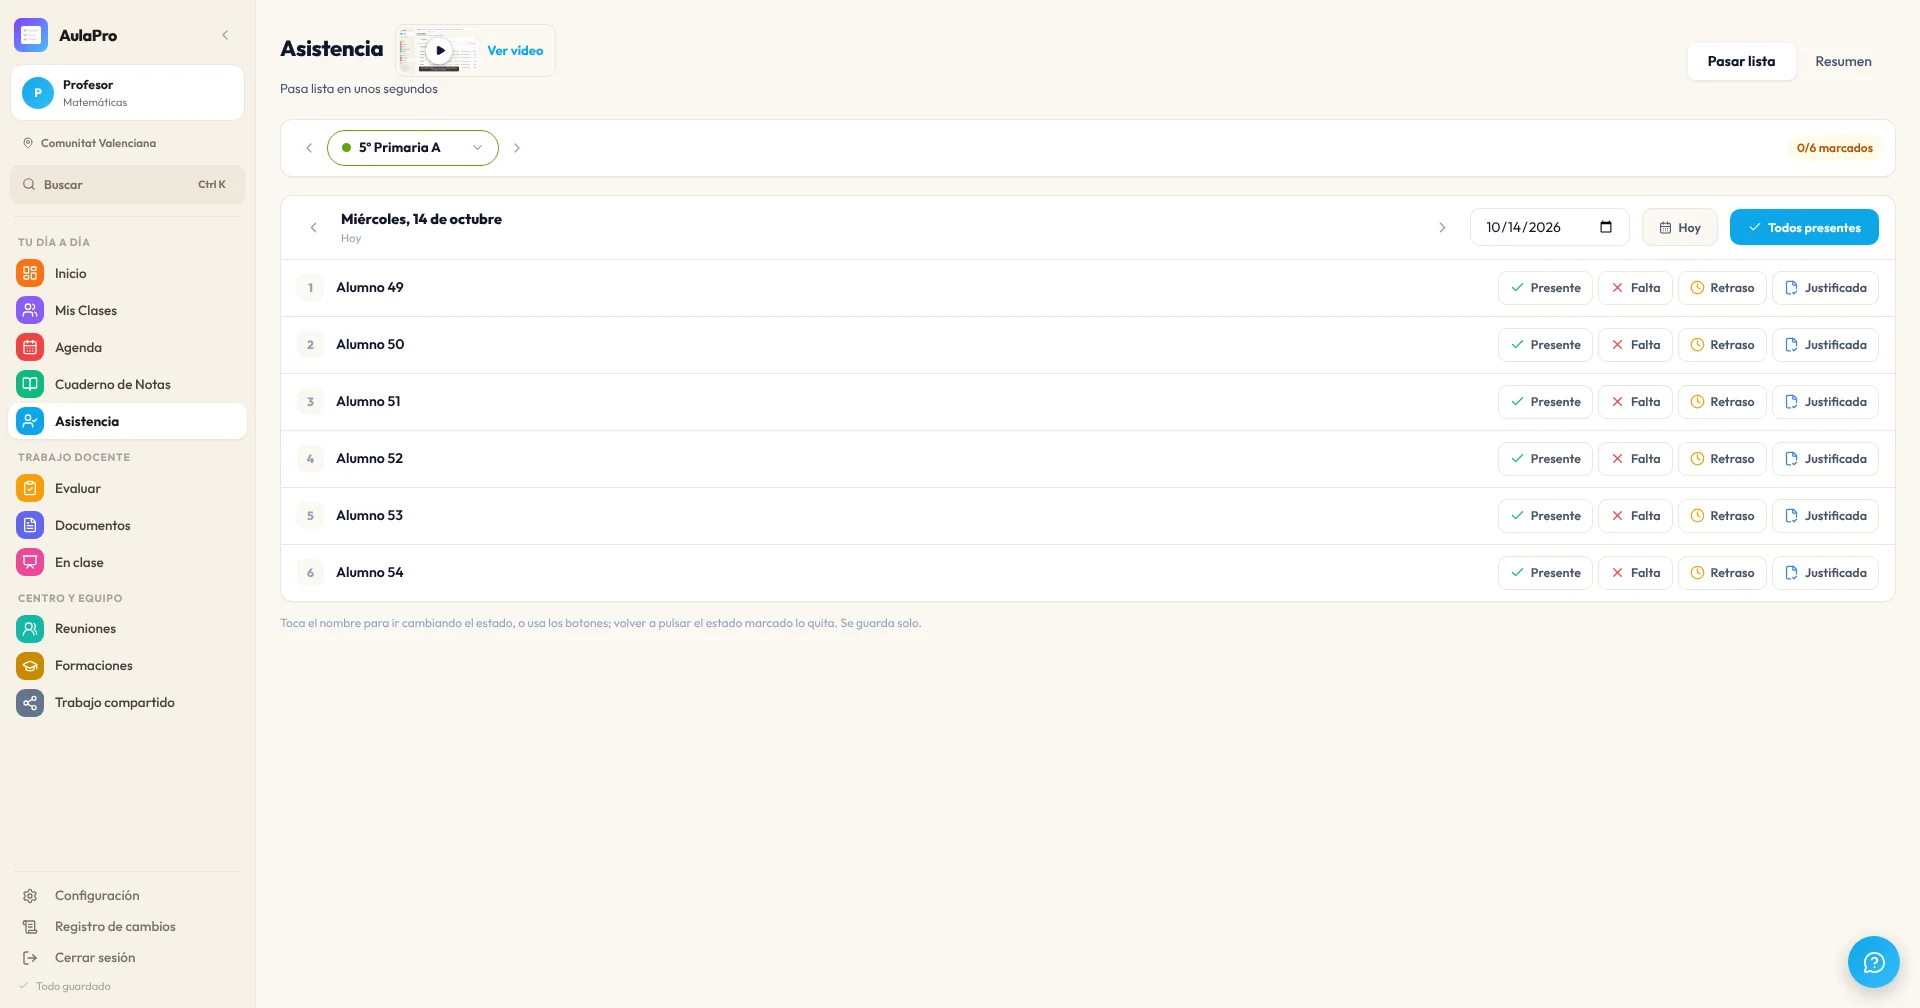 AulaPro
P
Profesor
Matemáticas
Comunitat Valenciana
Buscar Ctrl K
TU DÍA A DÍA
Inicio
Mis Clases
Agenda
Cuaderno de Notas
Asistencia
TRABAJO DOCENTE
Evaluar
Documentos
En clase
CENTRO Y EQUIPO
Reuniones
Formaciones
Trabajo compartido
Configuración
Registro de cambios
Cerrar sesión
Todo guardado
Asistencia Ver vídeo
Pasa lista en unos segundos
Pasar lista Resumen
5º Primaria A 0/6 marcados
Miércoles, 14 de octubre
Hoy
10/14/2026 Hoy Todos presentes
1 Alumno 49 Presente Falta Retraso Justificada
2 Alumno 50 Presente Falta Retraso Justificada
3 Alumno 51 Presente Falta Retraso Justificada
4 Alumno 52 Presente Falta Retraso Justificada
5 Alumno 53 Presente Falta Retraso Justificada
6 Alumno 54 Presente Falta Retraso Justificada
Toca el nombre para ir cambiando el estado, o usa los botones; volver a pulsar el estado marcado lo quita. Se guarda solo.